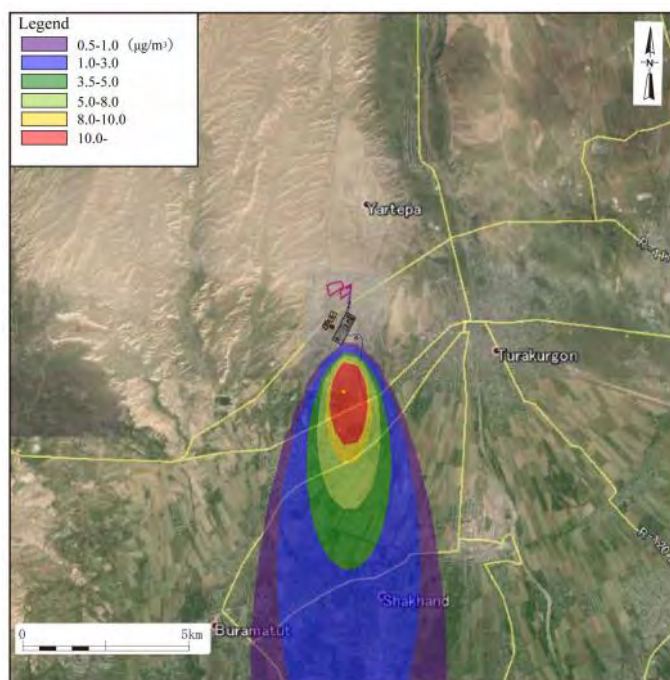 Legend
0.5-1.0 (μg/m³)
1.0-3.0
3.5-5.0
5.0-8.0
8.0-10.0
10.0-
N
Yartepa
Turakurgon
Shakhand
Buramatut
0 5km